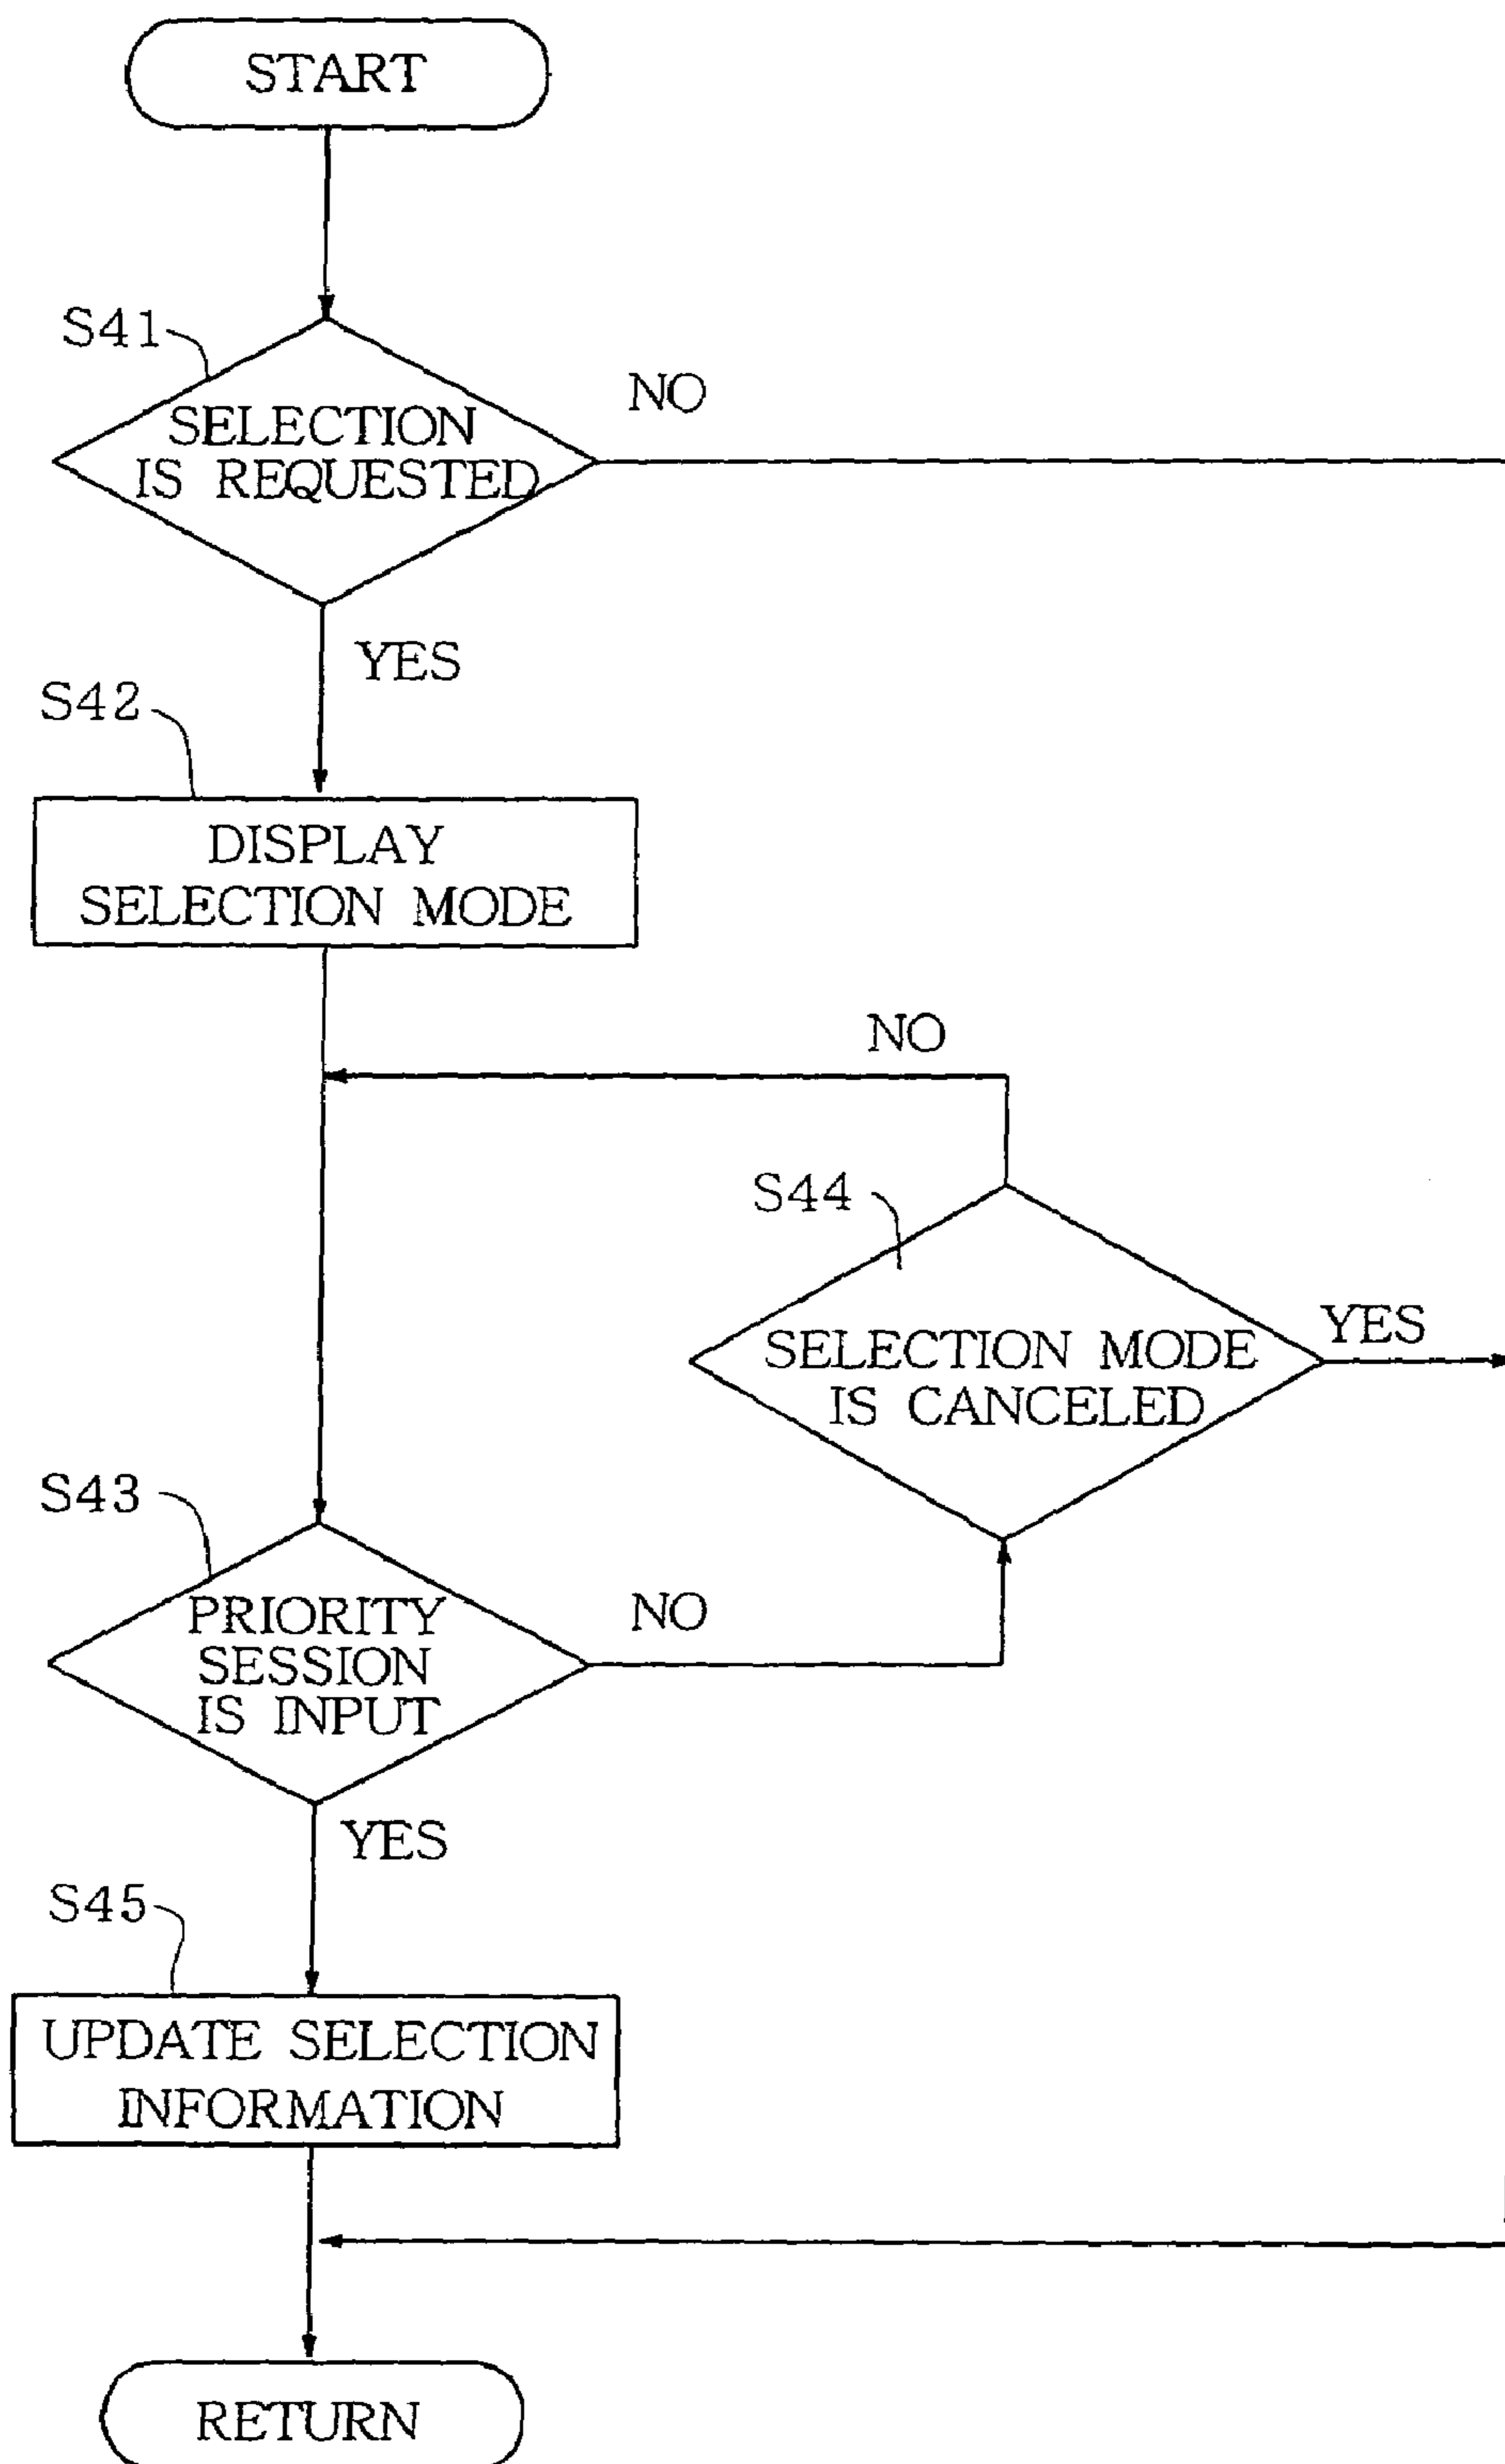 START
S41
SELECTION
IS REQUESTED
NO
YES
S42
DISPLAY
SELECTION MODE
NO
S44
SELECTION MODE
IS CANCELED
YES
S43
PRIORITY
SESSION
IS INPUT
NO
YES
S45
UPDATE SELECTION
INFORMATION
RETURN